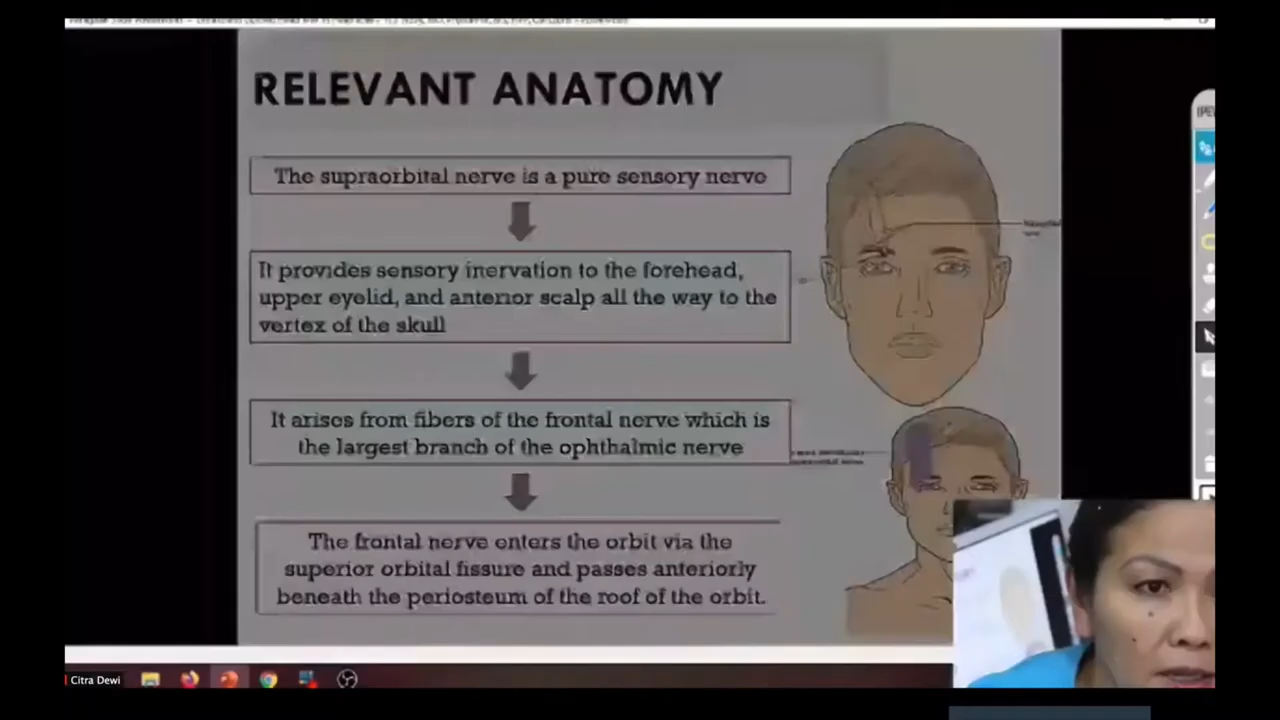 RELEVANT ANATOMY
The supraorbital nerve is a pure sensory nerve
It provides sensory inervation to the forehead,
upper eyelid, and anterior scalp all the way to the
vertex of the skull
It arises from fibers of the frontal nerve which is
the largest branch of the ophthalmic nerve
The frontal nerve enters the orbit via the
superior orbital fissure and passes anteriorly
beneath the periosteum of the roof of the orbit.
Citra Dewi